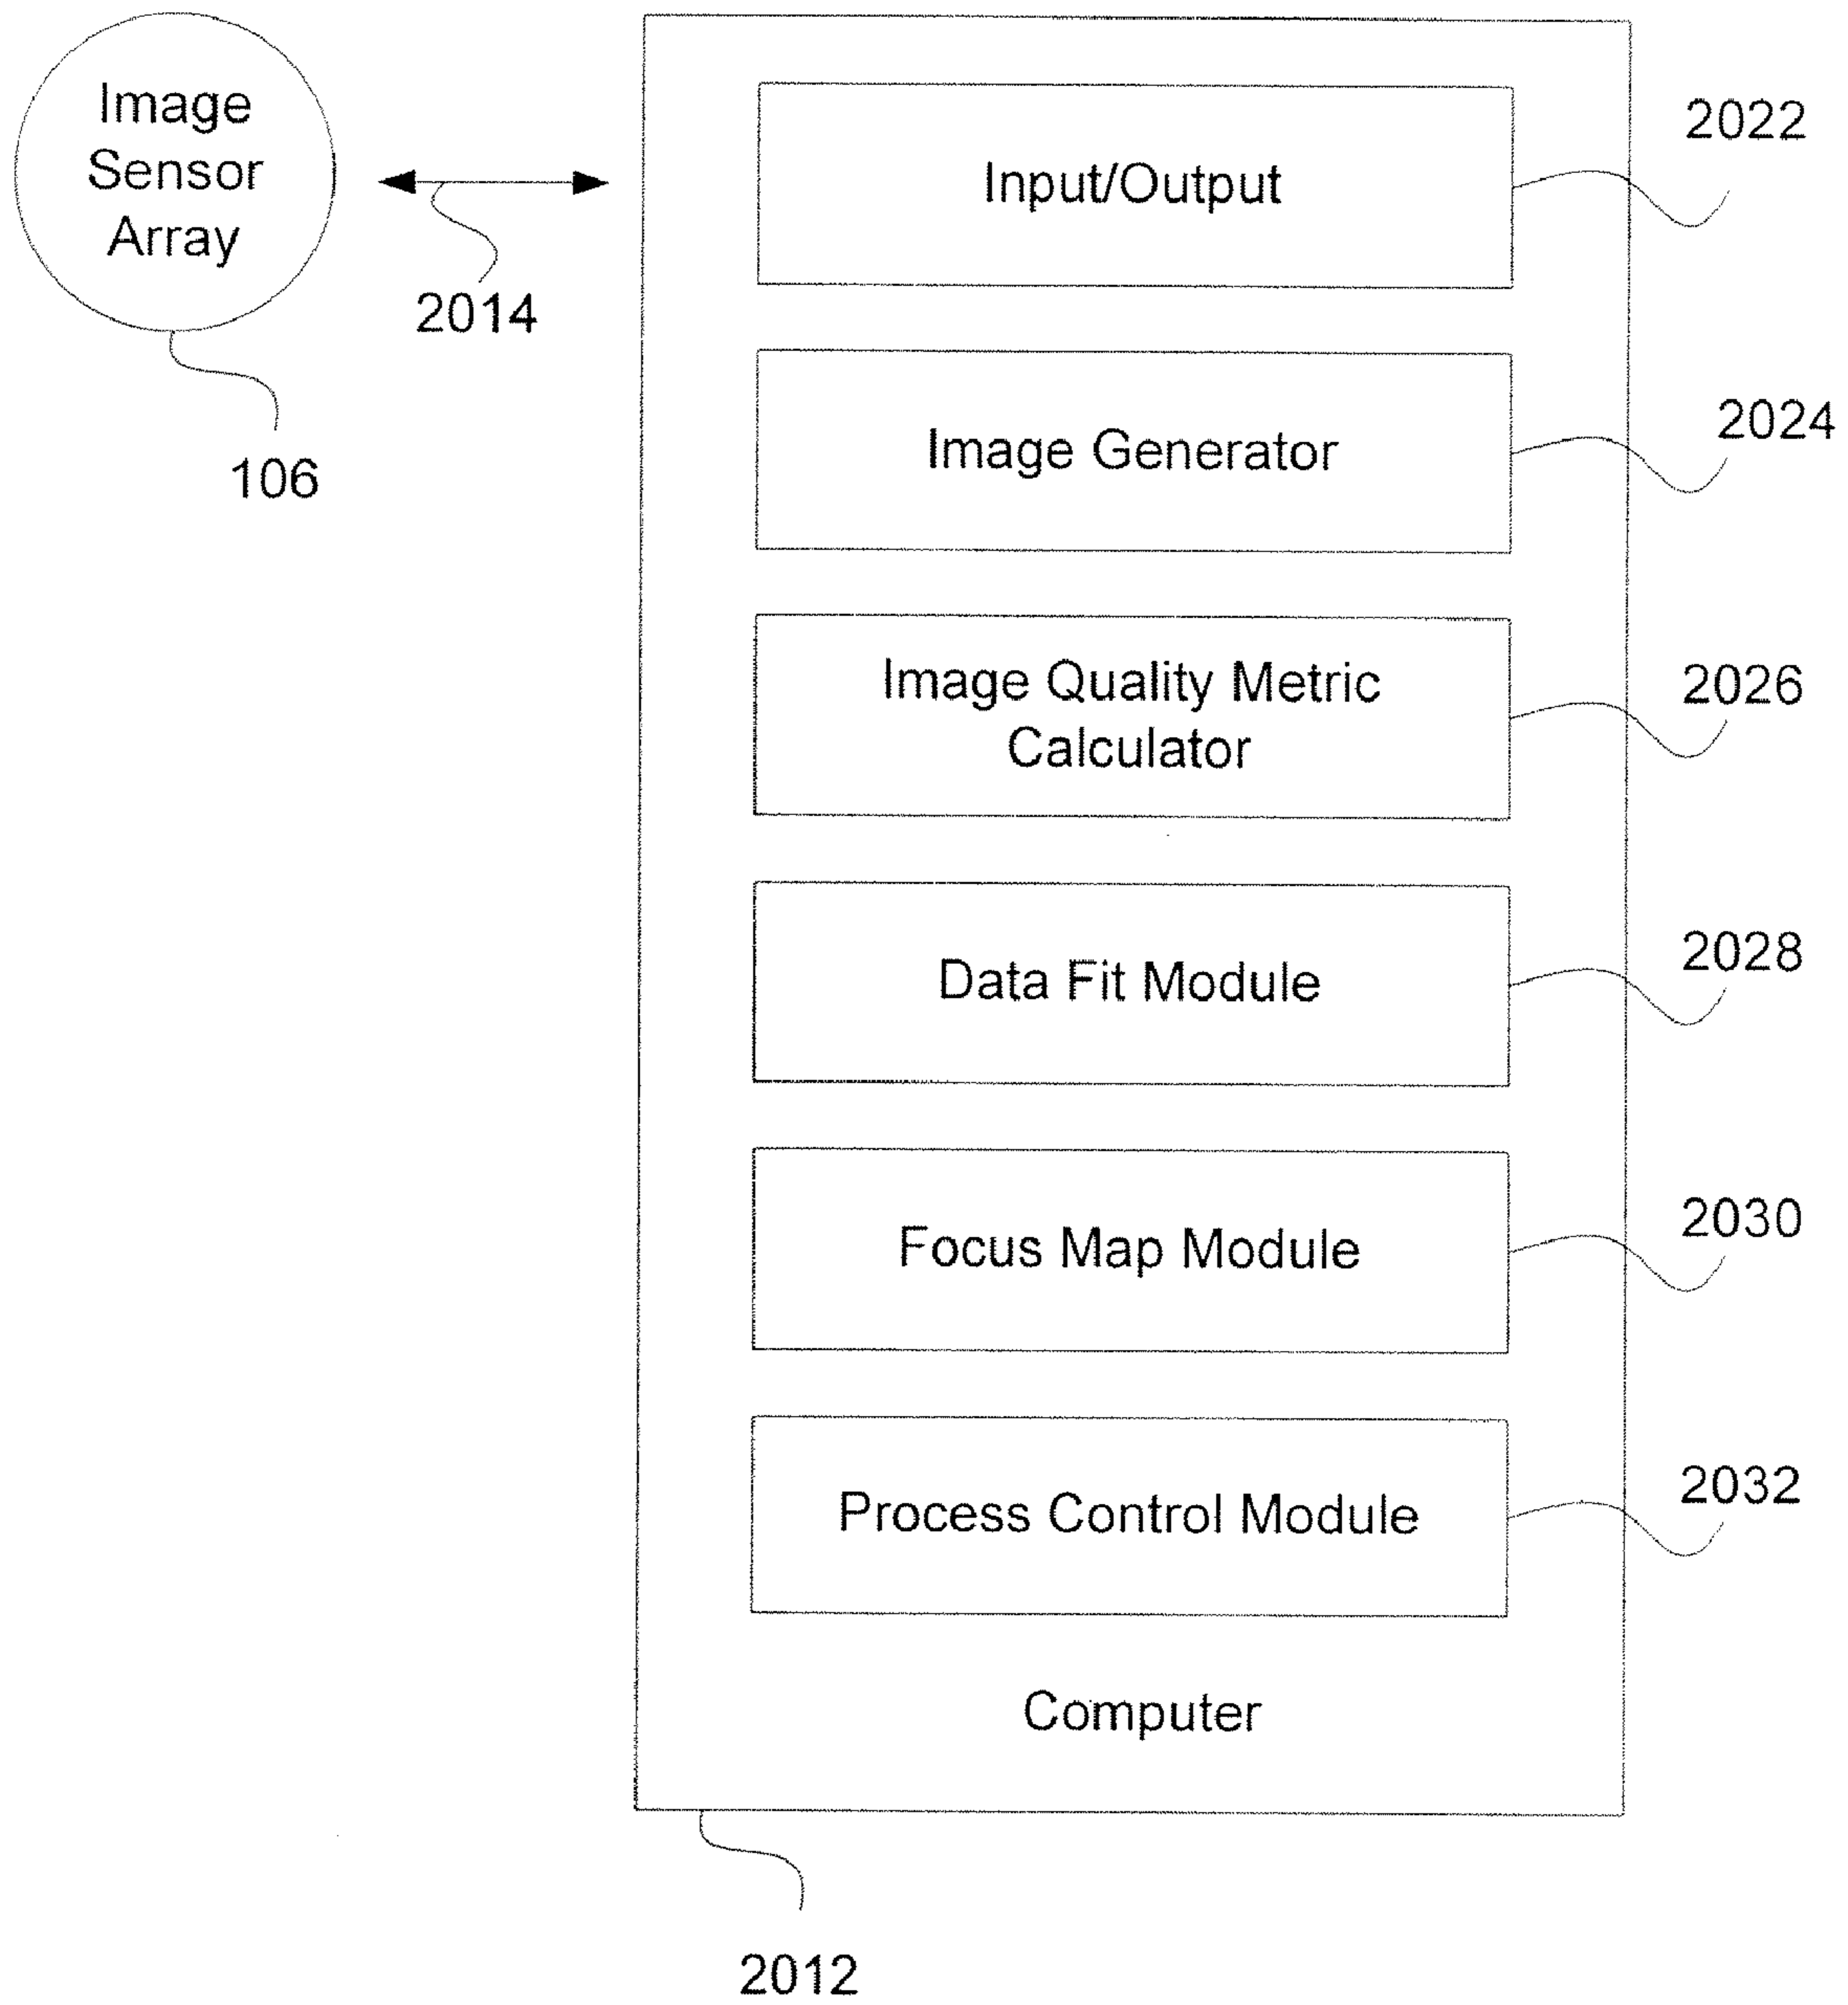 Image
Sensor
Array
2014
106
Input/Output
2022
Image Generator
2024
Image Quality Metric
Calculator
2026
Data Fit Module
2028
Focus Map Module
2030
Process Control Module
2032
Computer
2012